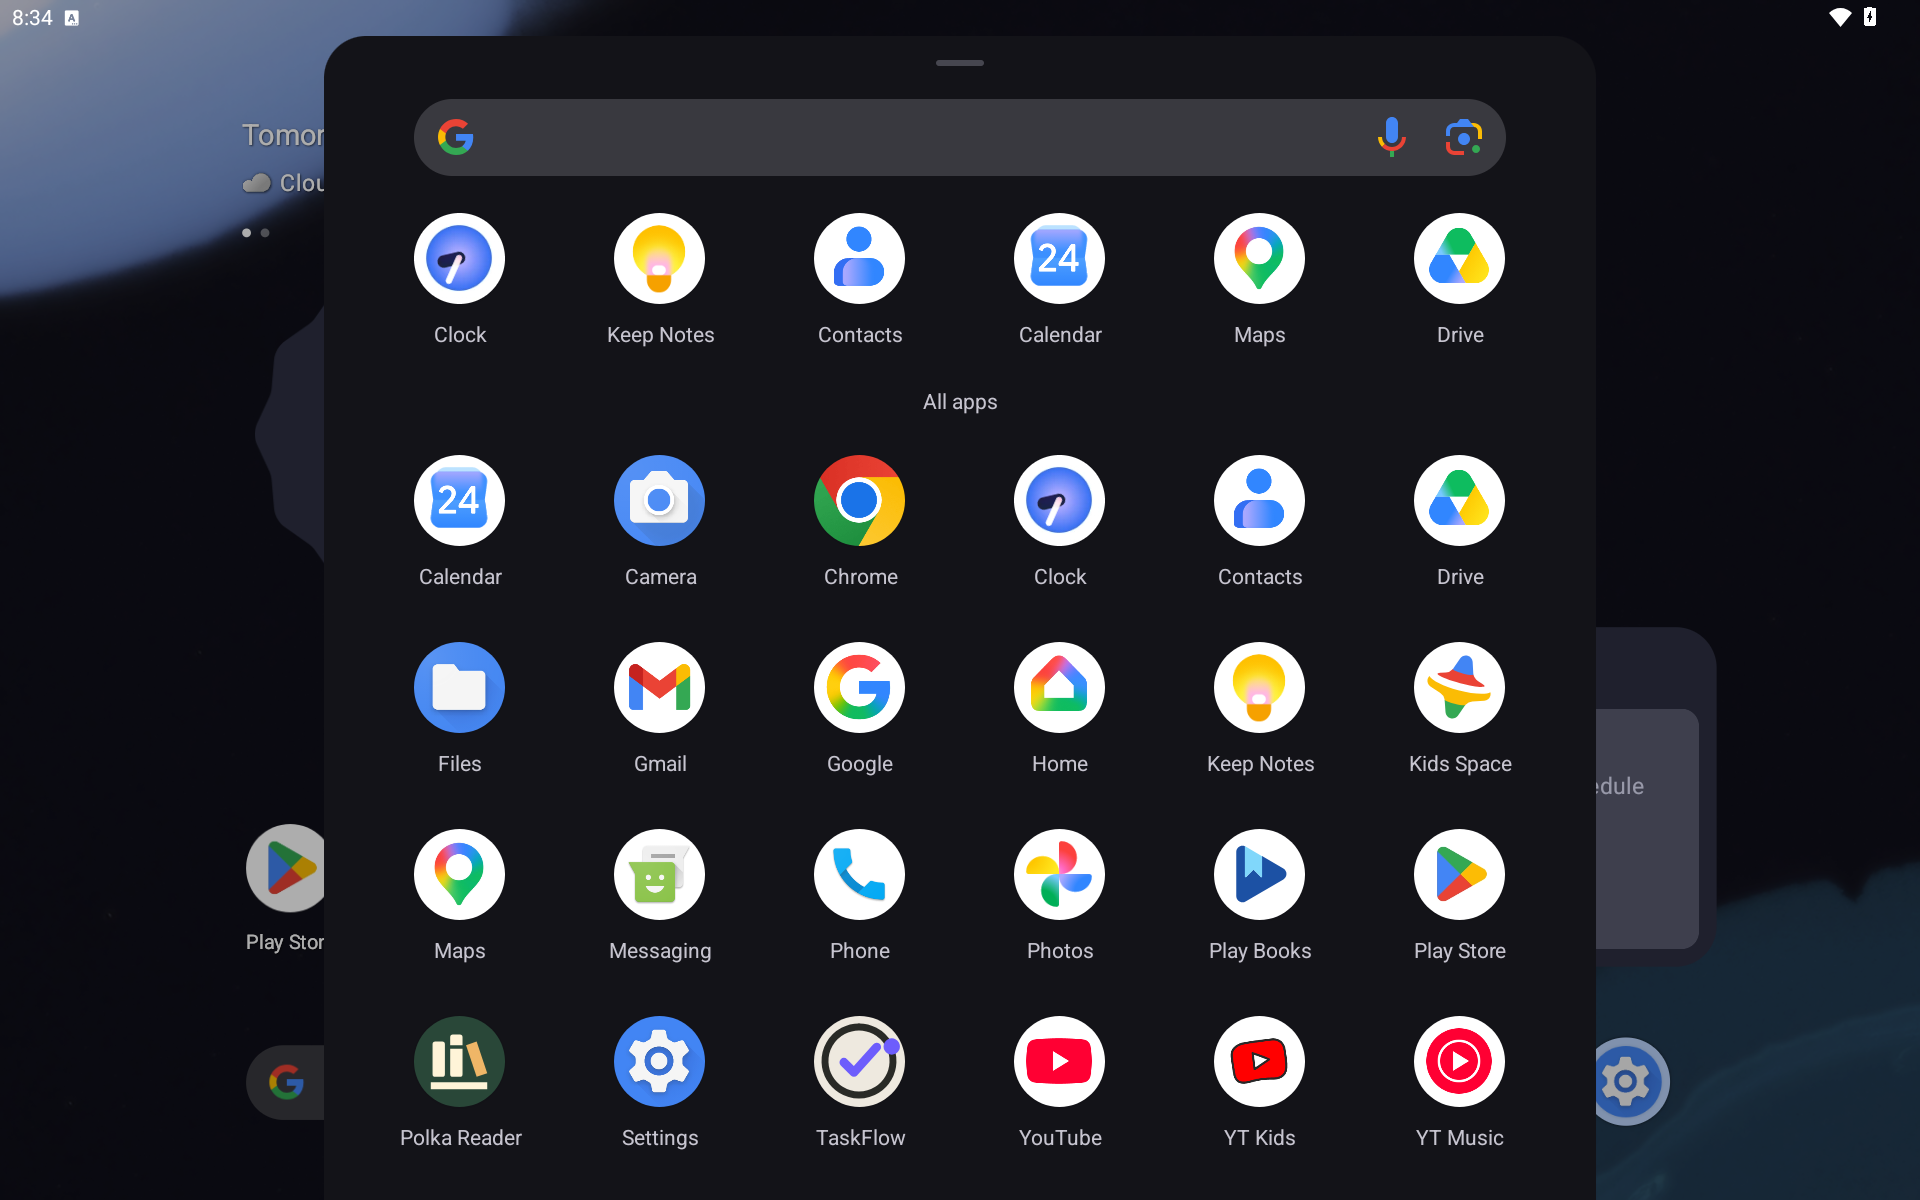 8:34
Tomor
Clou
Clock
Keep Notes
Contacts
24
Calendar
Maps
Drive
All apps
24
Calendar
Camera
Chrome
Clock
Contacts
Drive
Files
Gmail
Google
Home
Keep Notes
Kids Space
edule
Maps
Messaging
Phone
Photos
Play Books
Play Store
Play Stor
Polka Reader
Settings
TaskFlow
YouTube
YT Kids
YT Music